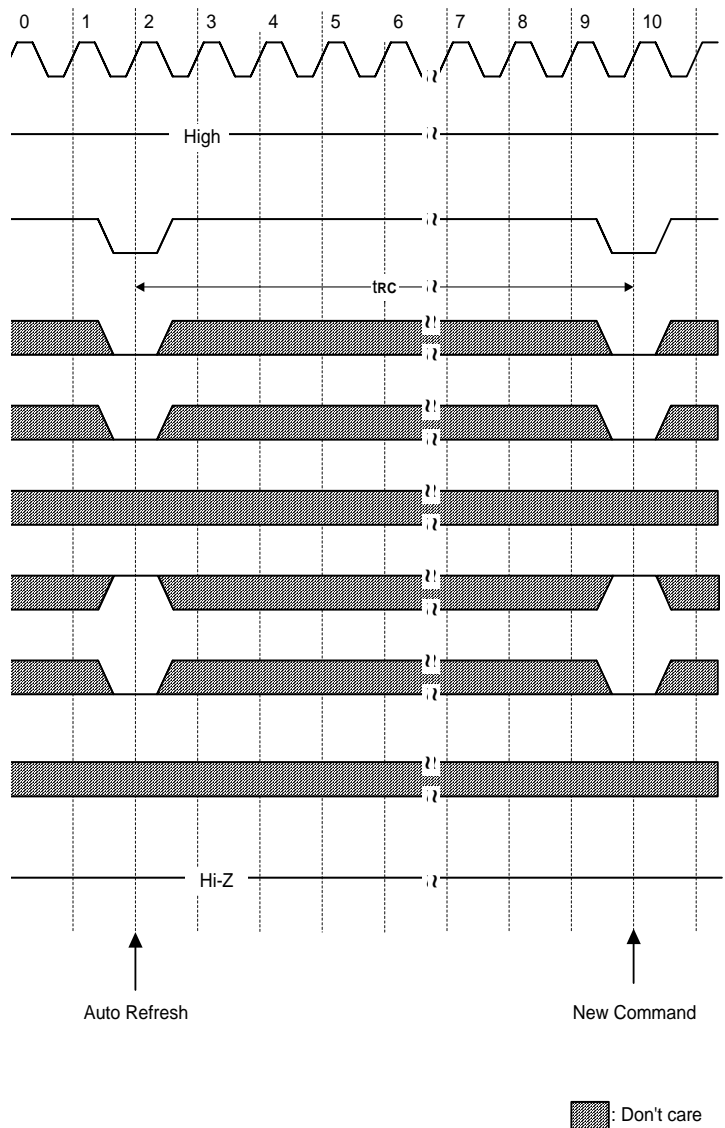 0 1 2 3 4 5 6 7 8 9 10
High
tRC
Hi-Z
Auto Refresh New Command
: Don't care